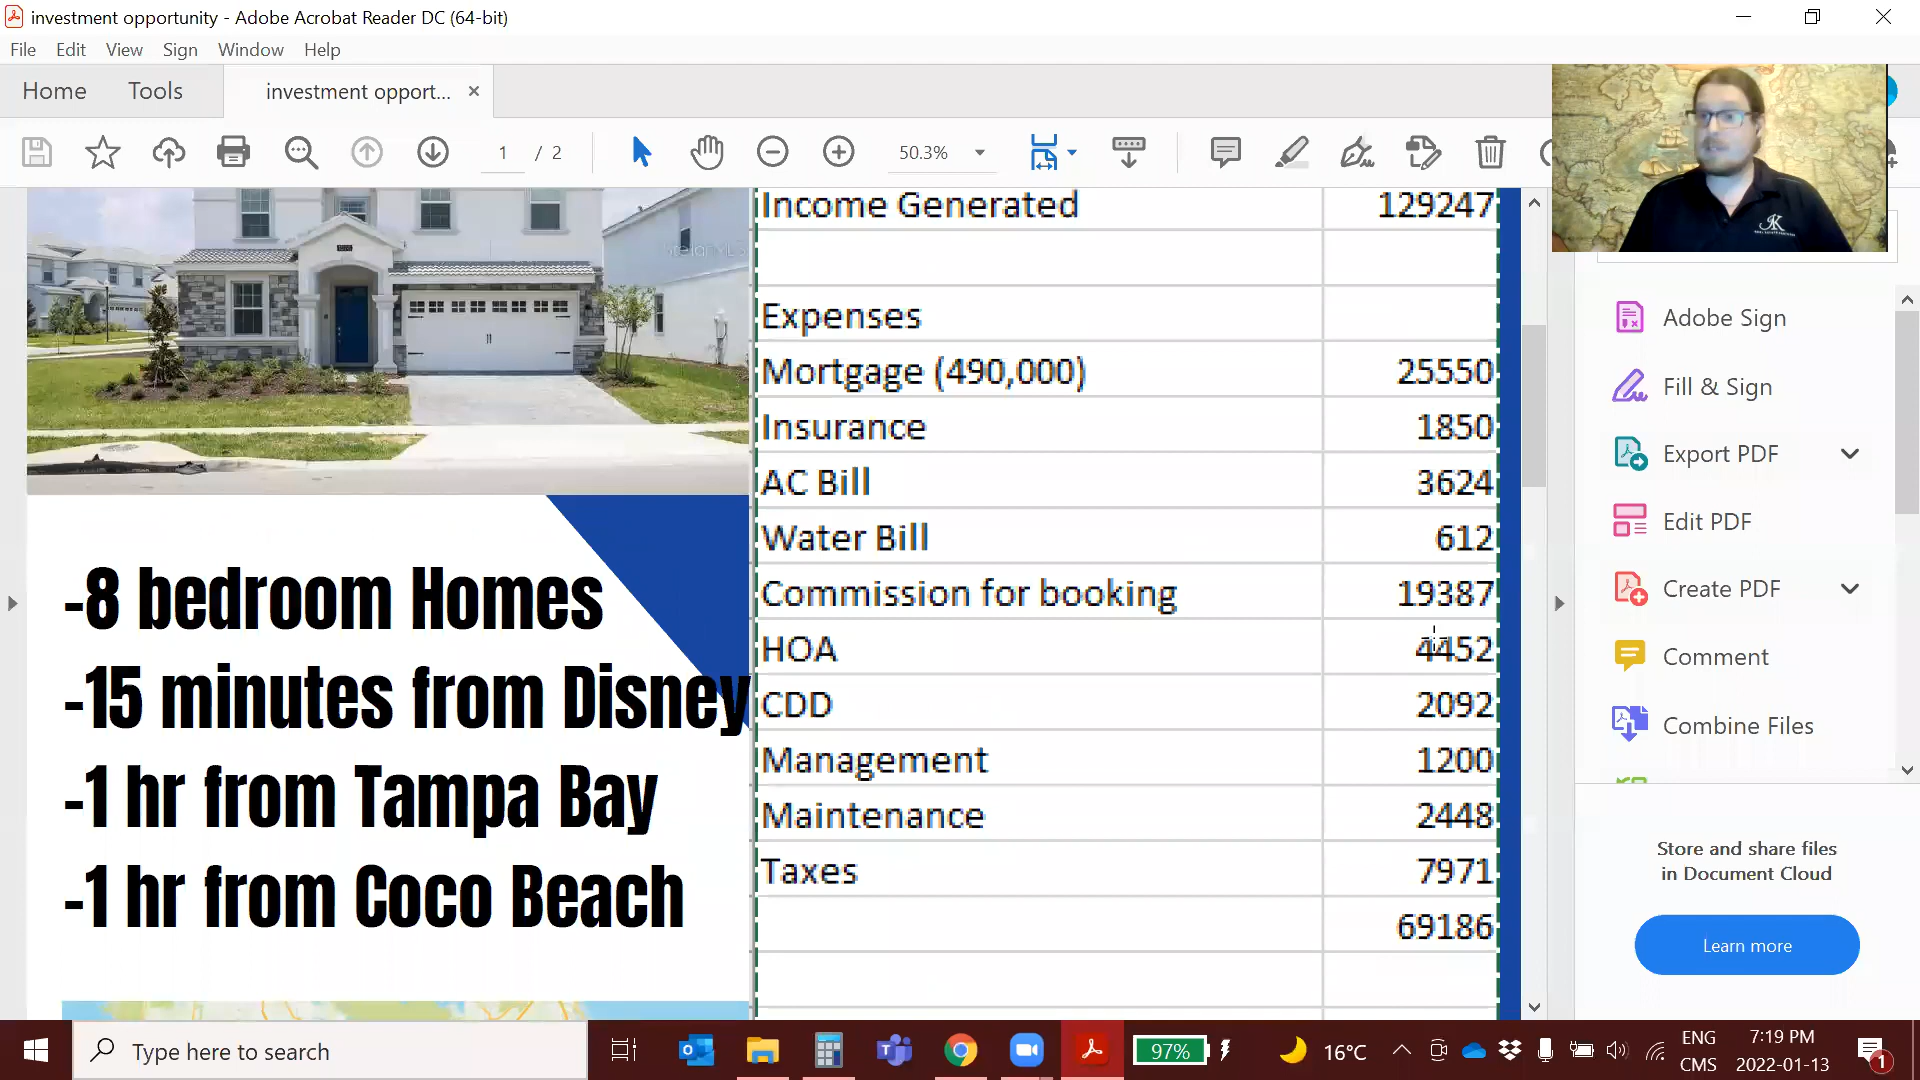 investment opportunity - Adobe Acrobat Reader DC (64-bit)
File Edit View Sign Window Help
Home Tools investment opport... ×
1 / 2 50.3%
StellarMLS
-8 bedroom Homes
-15 minutes from Disney
-1 hr from Tampa Bay
-1 hr from Coco Beach
Income Generated 129247
Expenses
Mortgage (490,000) 25550
Insurance 1850
AC Bill 3624
Water Bill 612
Commission for booking 19387
HOA 4452
CDD 2092
Management 1200
Maintenance 2448
Taxes 7971
69186
JK
Adobe Sign
Fill & Sign
Export PDF
Edit PDF
Create PDF
Comment
Combine Files
Store and share files
in Document Cloud
Learn more
Type here to search
97%
16°C
ENG
CMS
7:19 PM
2022-01-13
1